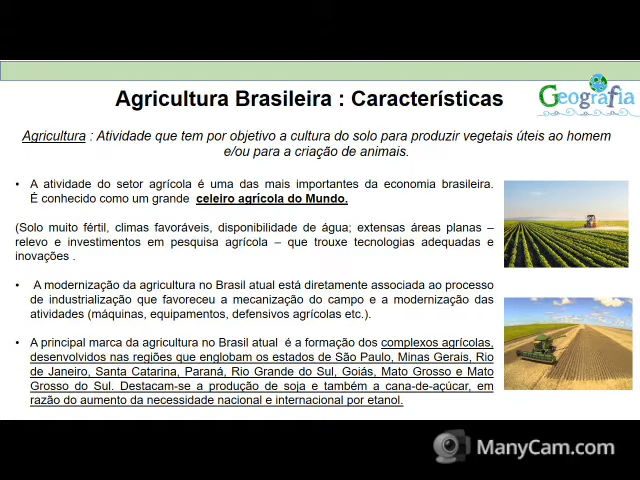 Agricultura Brasileira : Características
Geografia
Agricultura : Atividade que tem por objetivo a cultura do solo para produzir vegetais úteis ao homem
e/ou para a criação de animais.
• A atividade do setor agrícola é uma das mais importantes da economia brasileira.
É conhecido como um grande celeiro agrícola do Mundo.
(Solo muito fértil, climas favoráveis, disponibilidade de água; extensas áreas planas –
relevo e investimentos em pesquisa agrícola – que trouxe tecnologias adequadas e
inovações .
• A modernização da agricultura no Brasil atual está diretamente associada ao processo
de industrialização que favoreceu a mecanização do campo e a modernização das
atividades (máquinas, equipamentos, defensivos agrícolas etc.).
• A principal marca da agricultura no Brasil atual é a formação dos complexos agrícolas,
desenvolvidos nas regiões que englobam os estados de São Paulo, Minas Gerais, Rio
de Janeiro, Santa Catarina, Paraná, Rio Grande do Sul, Goiás, Mato Grosso e Mato
Grosso do Sul. Destacam-se a produção de soja e também a cana-de-açúcar, em
razão do aumento da necessidade nacional e internacional por etanol.
ManyCam.com